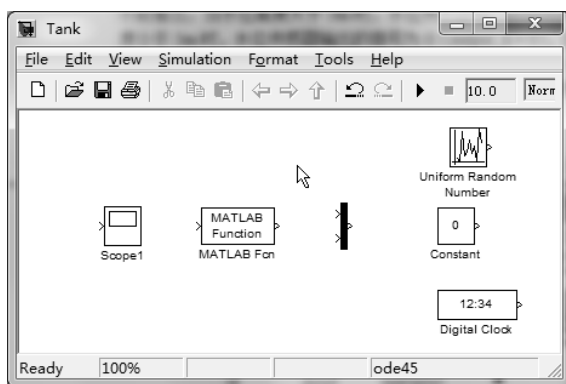 Tank
File Edit View Simulation Format Tools Help
10.0 Norm
Uniform Random
Number
MATLAB
Function
0
Scope1
MATLAB Fcn
Constant
12:34
Digital Clock
Ready 100% ode45